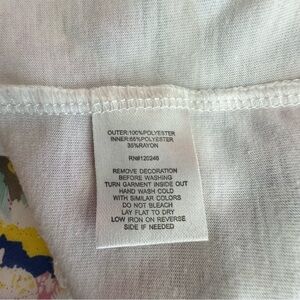 OUTER:100%POLYESTER
INNER:65%POLYESTER
35%RAYON
RN#120246
REMOVE DECORATION
BEFORE WASHING
TURN GARMENT INSIDE OUT
HAND WASH COLD
WITH SIMILAR COLORS
DO NOT BLEACH
LAY FLAT TO DRY
LOW IRON ON REVERSE
SIDE IF NEEDED